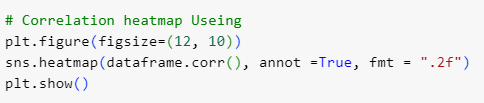 # Correlation heatmap Useing
plt.figure(figsize=(12, 10))
sns.heatmap(dataframe.corr(), annot =True, fmt = ".2f")
plt.show()